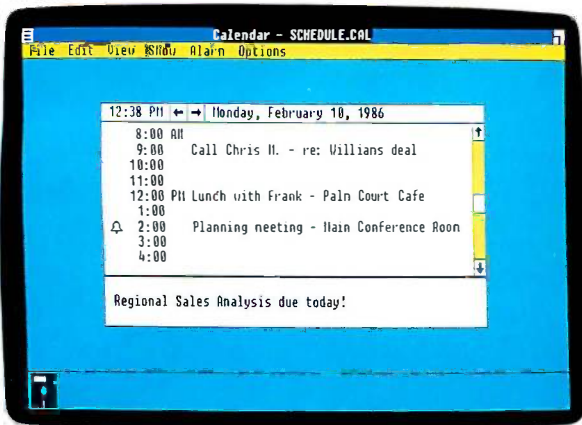 Calendar - SCHEDULE.CAL
File Edit View Show Alarm Options
12:38 PM ← → Monday, February 10, 1986
8:00 AM
9:00 Call Chris M. - re: Williams deal
10:00
11:00
12:00 PM Lunch with Frank - Palm Court Cafe
1:00
2:00 Planning meeting - Main Conference Room
3:00
4:00
Regional Sales Analysis due today!